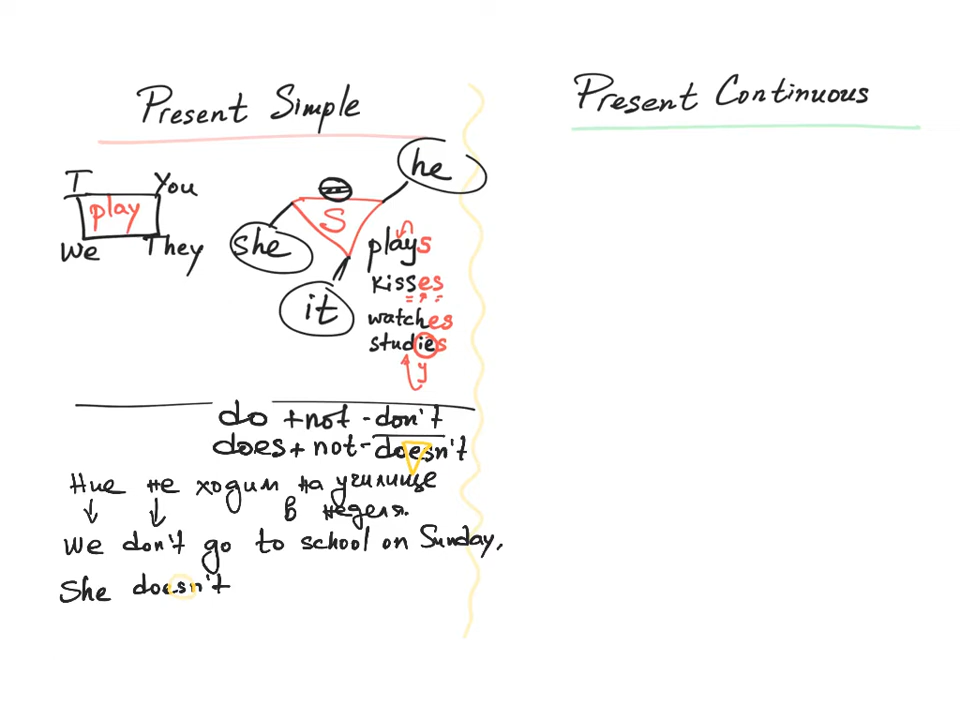 Present Simple
I You
play
We They
he
S
she
it
plays
kisses
watches
studies
y
do + not - don't
does + not - doesn't
Ние не ходим на училище
в неделя.
We don't go to school on Sunday.
She doesn't
Present Continuous